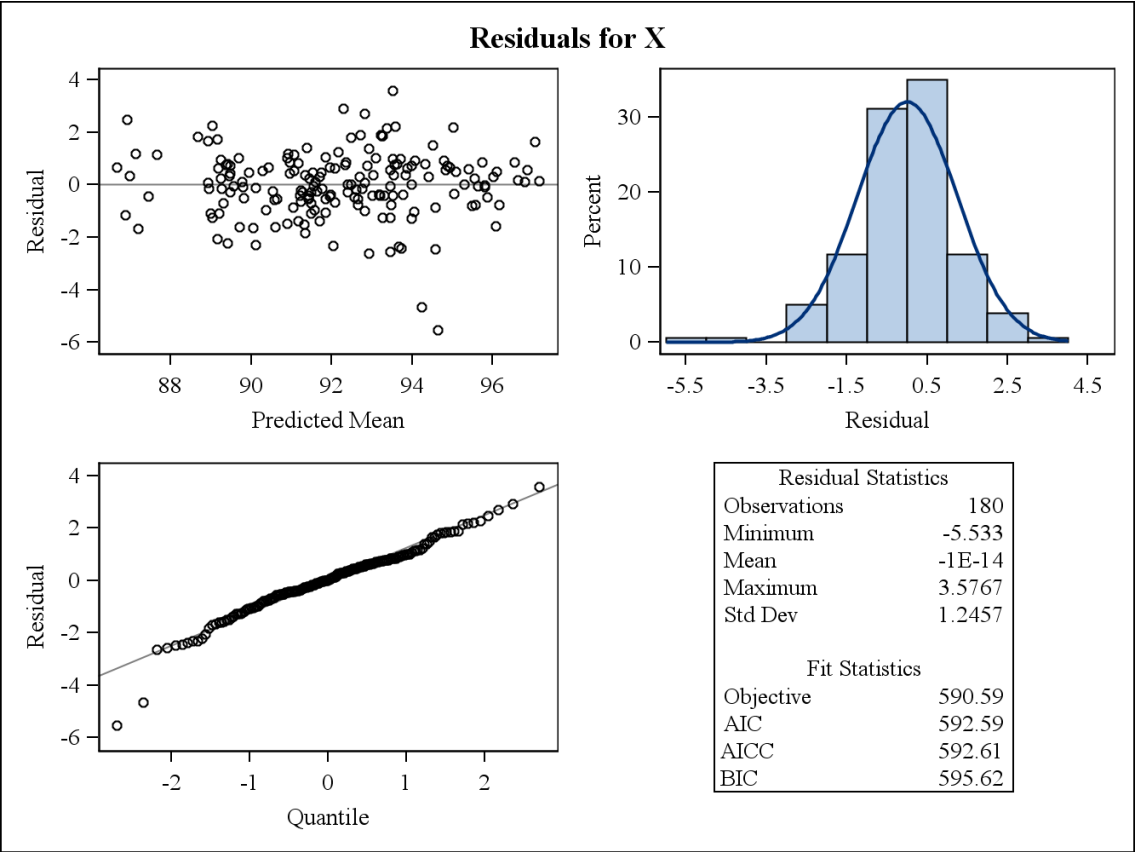 Residuals for X
4
2
0
-2
-4
-6
Residual
88 90 92 94 96
Predicted Mean
30
20
10
0
Percent
-5.5 -3.5 -1.5 0.5 2.5 4.5
Residual
4
2
0
-2
-4
-6
Residual
-2 -1 0 1 2
Quantile
Residual Statistics
Observations 180
Minimum -5.533
Mean -1E-14
Maximum 3.5767
Std Dev 1.2457
Fit Statistics
Objective 590.59
AIC 592.59
AICC 592.61
BIC 595.62